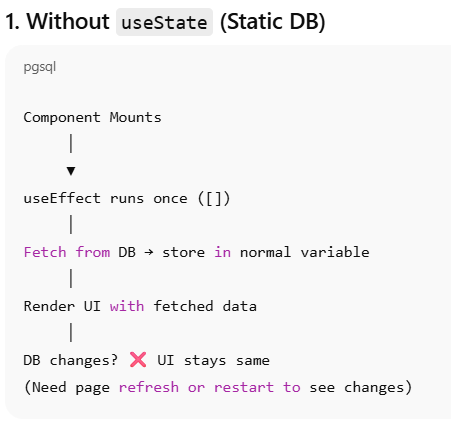 1. Without useState (Static DB)
pgsql
Component Mounts
│
▼
useEffect runs once ([])
│
Fetch from DB → store in normal variable
│
Render UI with fetched data
│
DB changes? ❌ UI stays same
(Need page refresh or restart to see changes)